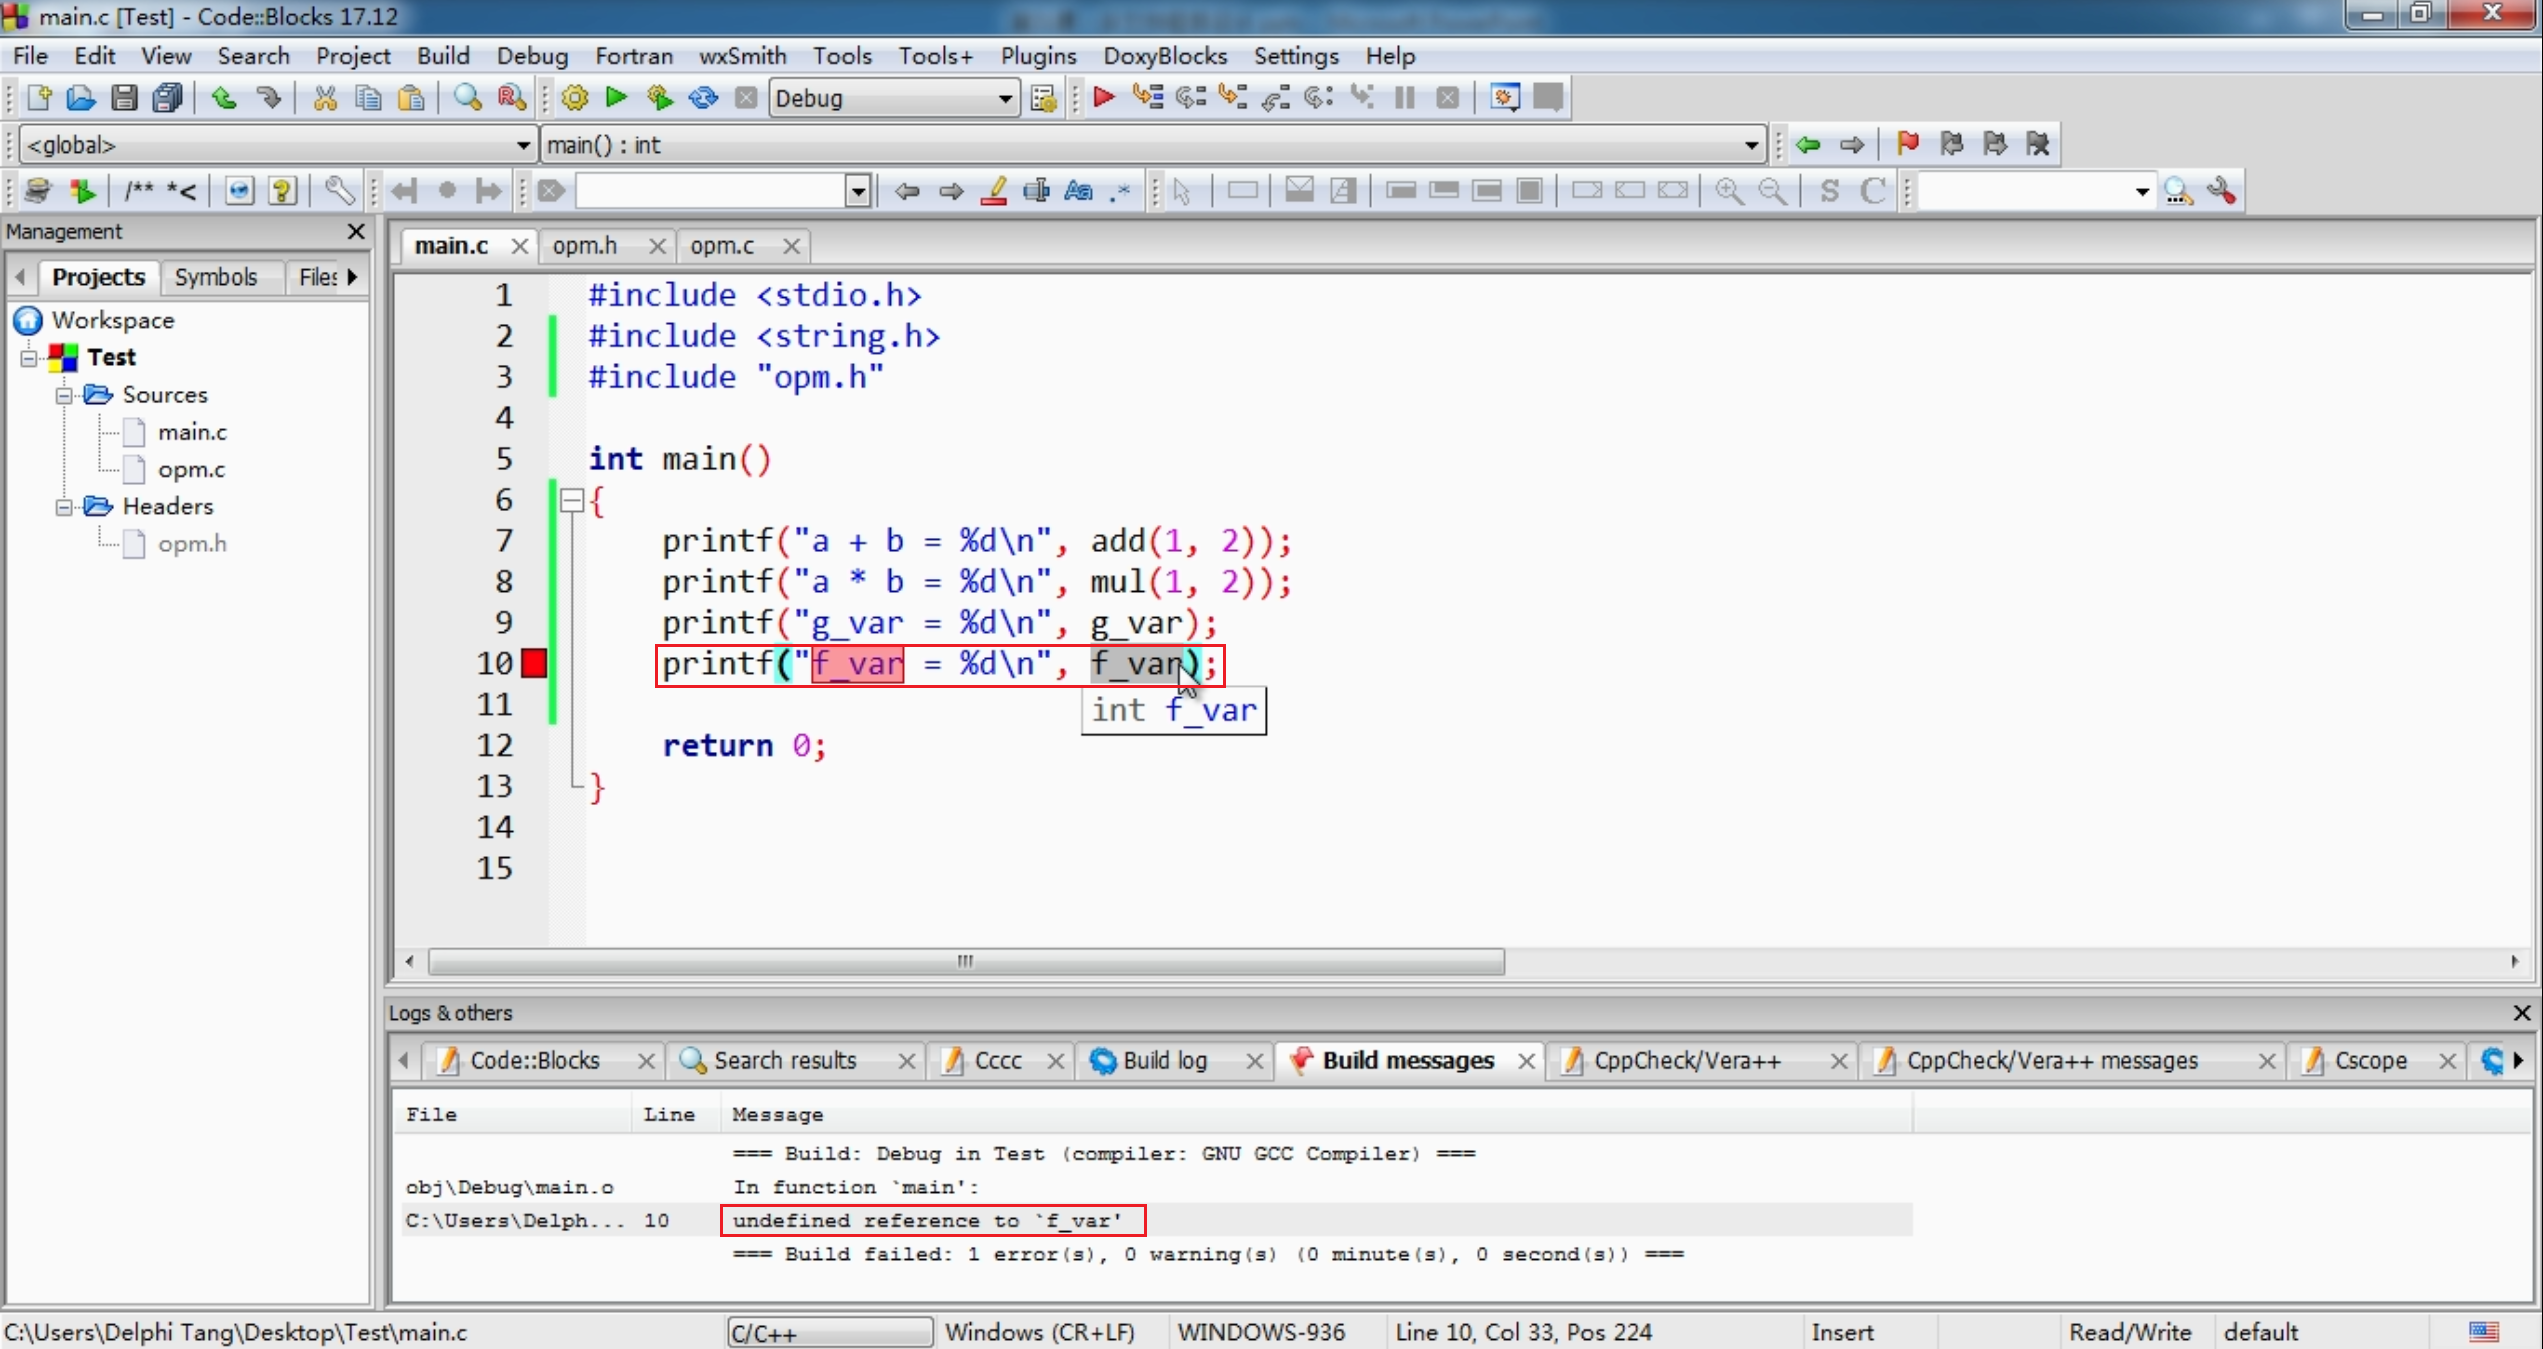 main.c [Test] - Code::Blocks 17.12
File Edit View Search Project Build Debug Fortran wxSmith Tools Tools+ Plugins DoxyBlocks Settings Help
Debug
<global> main() : int
/** *<
Aa .* S C
Management
Projects Symbols Files
Workspace
Test
Sources
main.c
opm.c
Headers
opm.h
main.c opm.h opm.c
1 #include <stdio.h>
2 #include <string.h>
3 #include "opm.h"
4
5 int main()
6 {
7 printf("a + b = %d\n", add(1, 2));
8 printf("a * b = %d\n", mul(1, 2));
9 printf("g_var = %d\n", g_var);
10 printf("f_var = %d\n", f_var);
int f_var
11
12 return 0;
13 }
14
15
Logs & others
Code::Blocks Search results Cccc Build log Build messages CppCheck/Vera++ CppCheck/Vera++ messages Cscope
File Line Message
=== Build: Debug in Test (compiler: GNU GCC Compiler) ===
obj\Debug\main.o In function `main':
C:\Users\Delph... 10 undefined reference to `f_var'
=== Build failed: 1 error(s), 0 warning(s) (0 minute(s), 0 second(s)) ===
C:\Users\Delphi Tang\Desktop\Test\main.c C/C++ Windows (CR+LF) WINDOWS-936 Line 10, Col 33, Pos 224 Insert Read/Write default